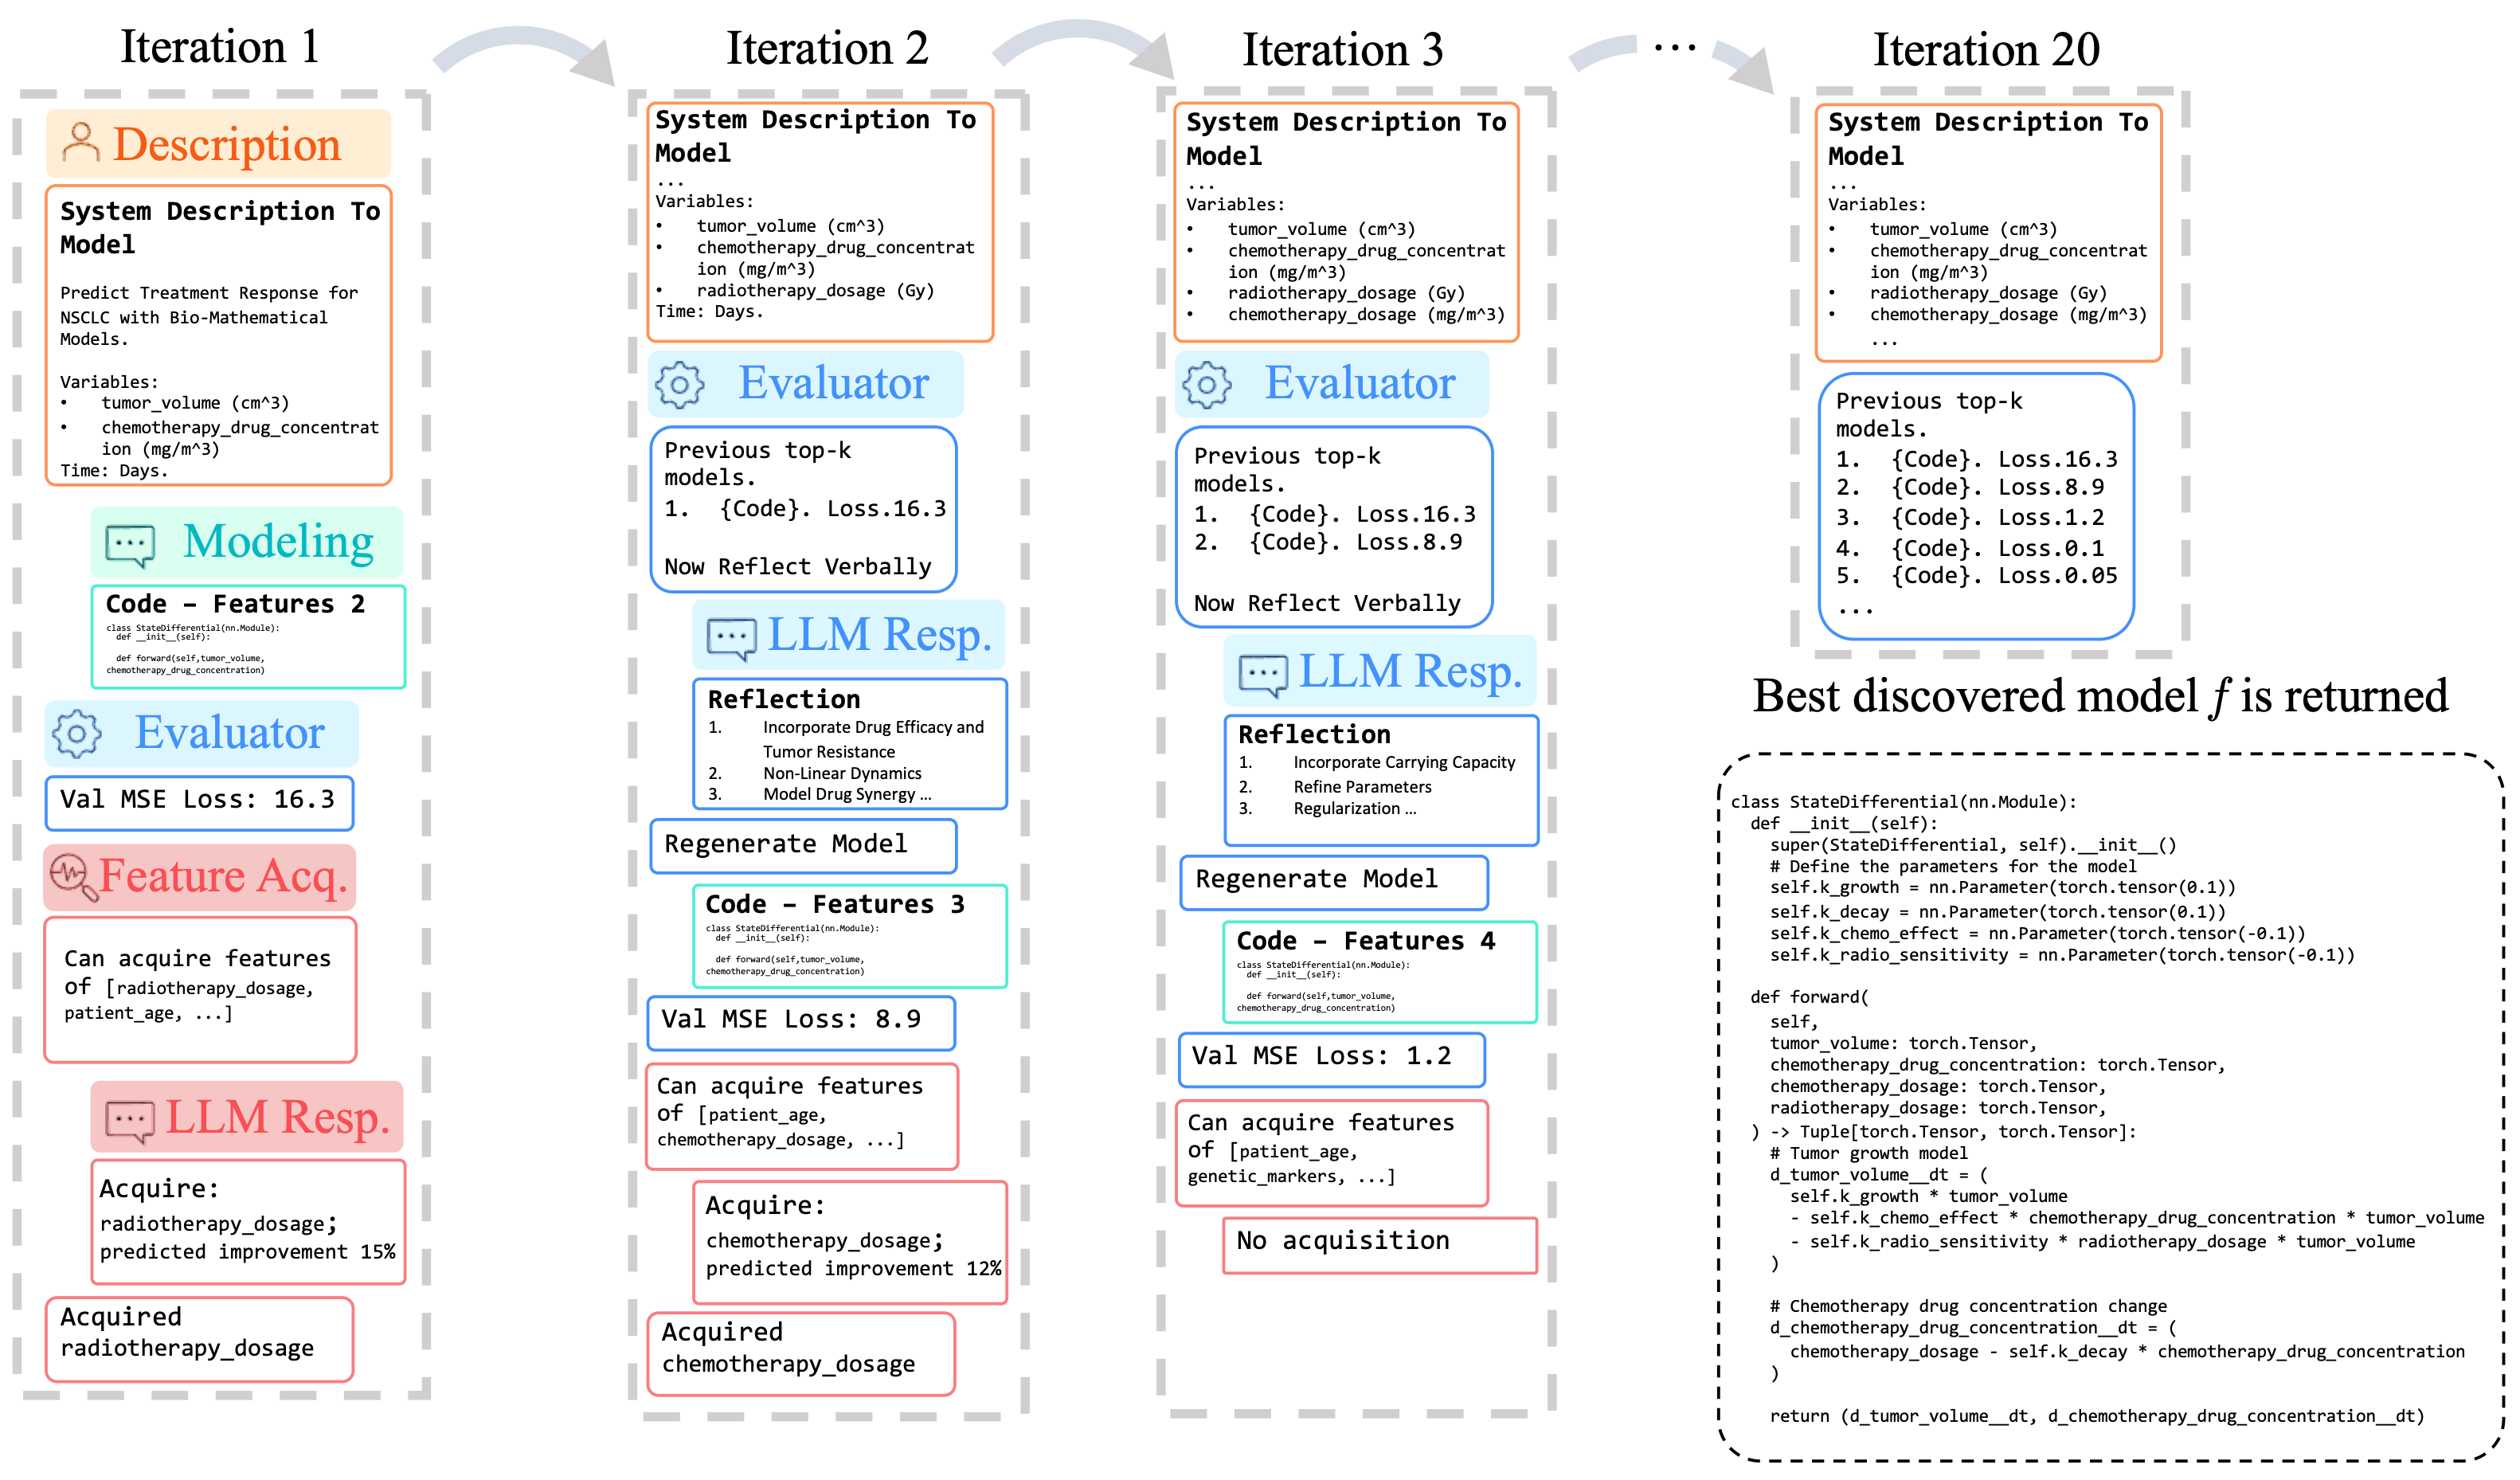 Iteration 1
Description
System Description To
Model
Predict Treatment Response for
NSCLC with Bio-Mathematical
Models.
Variables:
• tumor_volume (cm^3)
• chemotherapy_drug_concentrat
ion (mg/m^3)
Time: Days.
Modeling
Code – Features 2
class StateDifferential(nn.Module):
def __init__(self):
def forward(self,tumor_volume,
chemotherapy_drug_concentration)
Evaluator
Val MSE Loss: 16.3
Feature Acq.
Can acquire features
of [radiotherapy_dosage,
patient_age, ...]
LLM Resp.
Acquire:
radiotherapy_dosage;
predicted improvement 15%
Acquired
radiotherapy_dosage
Iteration 2
System Description To
Model
...
Variables:
• tumor_volume (cm^3)
• chemotherapy_drug_concentrat
ion (mg/m^3)
• radiotherapy_dosage (Gy)
Time: Days.
Evaluator
Previous top-k
models.
1. {Code}. Loss.16.3
Now Reflect Verbally
LLM Resp.
Reflection
1. Incorporate Drug Efficacy and
Tumor Resistance
2. Non-Linear Dynamics
3. Model Drug Synergy ...
Regenerate Model
Code – Features 3
class StateDifferential(nn.Module):
def __init__(self):
def forward(self,tumor_volume,
chemotherapy_drug_concentration)
Val MSE Loss: 8.9
Can acquire features
of [patient_age,
chemotherapy_dosage, ...]
Acquire:
chemotherapy_dosage;
predicted improvement 12%
Acquired
chemotherapy_dosage
Iteration 3
System Description To
Model
...
Variables:
• tumor_volume (cm^3)
• chemotherapy_drug_concentrat
ion (mg/m^3)
• radiotherapy_dosage (Gy)
• chemotherapy_dosage (mg/m^3)
Evaluator
Previous top-k
models.
1. {Code}. Loss.16.3
2. {Code}. Loss.8.9
Now Reflect Verbally
LLM Resp.
Reflection
1. Incorporate Carrying Capacity
2. Refine Parameters
3. Regularization ...
Regenerate Model
Code – Features 4
class StateDifferential(nn.Module):
def __init__(self):
def forward(self,tumor_volume,
chemotherapy_drug_concentration)
Val MSE Loss: 1.2
Can acquire features
of [patient_age,
genetic_markers, ...]
No acquisition
...
Iteration 20
System Description To
Model
...
Variables:
• tumor_volume (cm^3)
• chemotherapy_drug_concentrat
ion (mg/m^3)
• radiotherapy_dosage (Gy)
• chemotherapy_dosage (mg/m^3)
...
Previous top-k
models.
1. {Code}. Loss.16.3
2. {Code}. Loss.8.9
3. {Code}. Loss.1.2
4. {Code}. Loss.0.1
5. {Code}. Loss.0.05
...
Best discovered model f is returned
class StateDifferential(nn.Module):
def __init__(self):
super(StateDifferential, self).__init__()
# Define the parameters for the model
self.k_growth = nn.Parameter(torch.tensor(0.1))
self.k_decay = nn.Parameter(torch.tensor(0.1))
self.k_chemo_effect = nn.Parameter(torch.tensor(-0.1))
self.k_radio_sensitivity = nn.Parameter(torch.tensor(-0.1))
def forward(
self,
tumor_volume: torch.Tensor,
chemotherapy_drug_concentration: torch.Tensor,
chemotherapy_dosage: torch.Tensor,
radiotherapy_dosage: torch.Tensor,
) -> Tuple[torch.Tensor, torch.Tensor]:
# Tumor growth model
d_tumor_volume__dt = (
self.k_growth * tumor_volume
- self.k_chemo_effect * chemotherapy_drug_concentration * tumor_volume
- self.k_radio_sensitivity * radiotherapy_dosage * tumor_volume
)
# Chemotherapy drug concentration change
d_chemotherapy_drug_concentration__dt = (
chemotherapy_dosage - self.k_decay * chemotherapy_drug_concentration
)
return (d_tumor_volume__dt, d_chemotherapy_drug_concentration__dt)